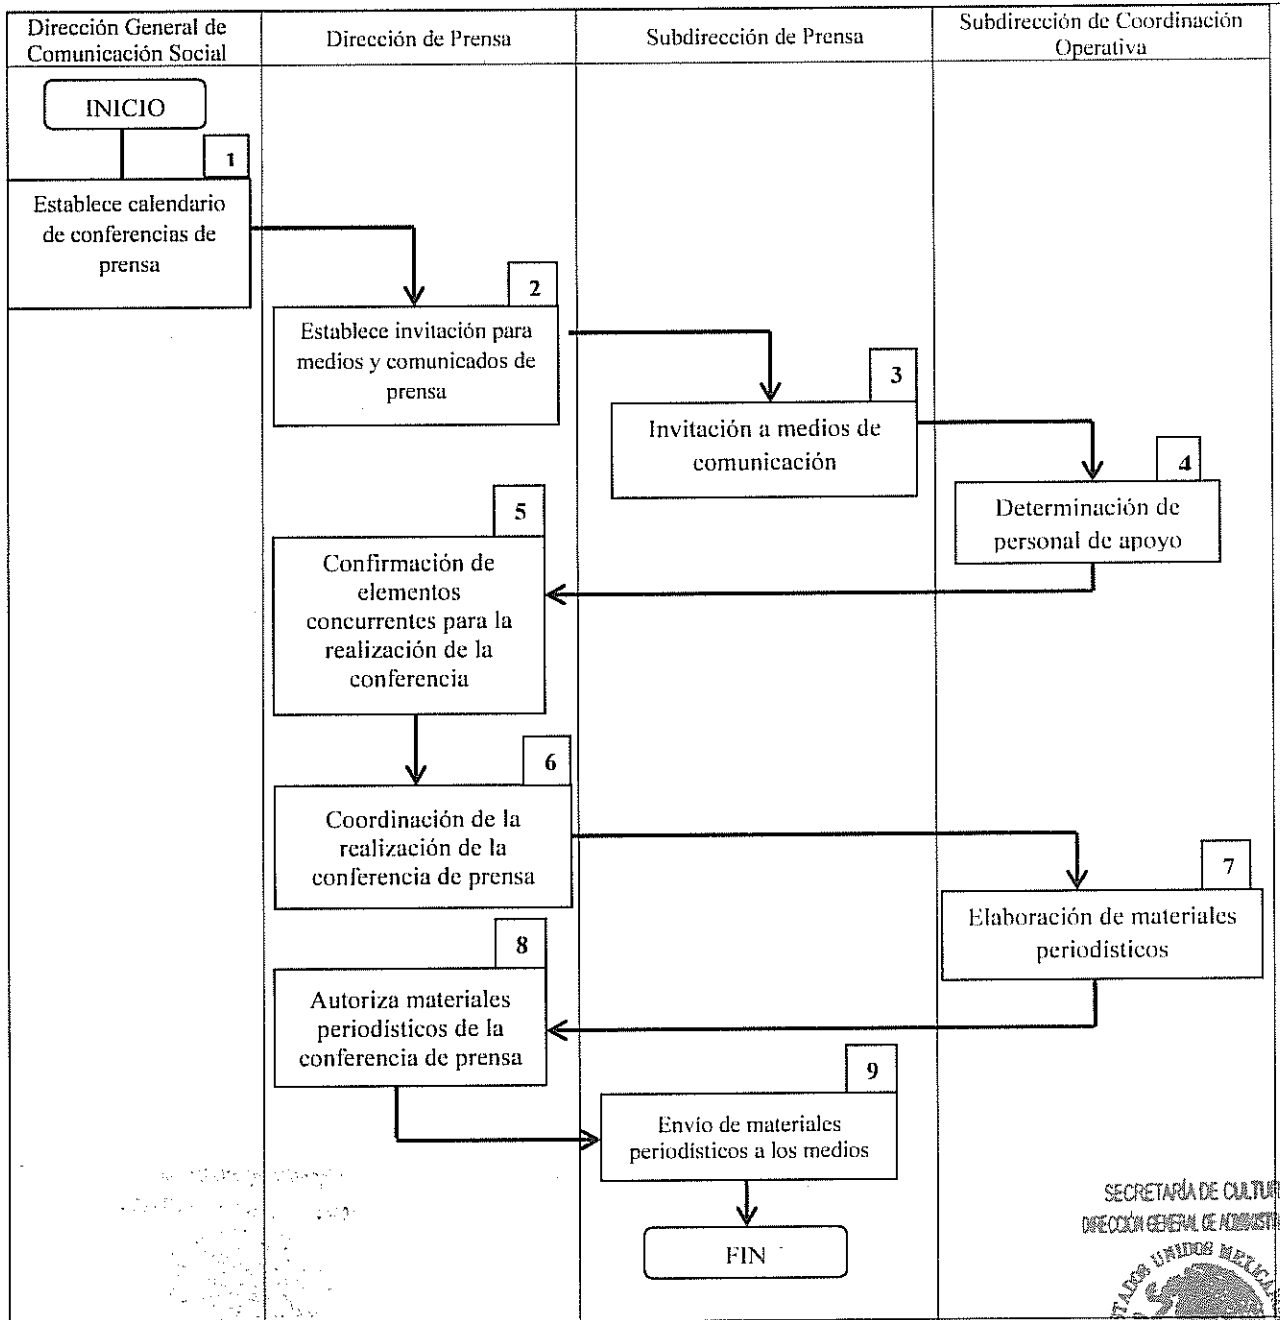 Dirección General de
Comunicación Social
Dirección de Prensa
Subdirección de Prensa
Subdirección de Coordinación
Operativa
INICIO
1
Establece calendario
de conferencias de
prensa
2
Establece invitación para
medios y comunicados de
prensa
3
Invitación a medios de
comunicación
4
Determinación de
personal de apoyo
5
Confirmación de
elementos
concurrentes para la
realización de la
conferencia
6
Coordinación de la
realización de la
conferencia de prensa
7
Elaboración de materiales
periodísticos
8
Autoriza materiales
periodísticos de la
conferencia de prensa
9
Envío de materiales
periodísticos a los medios
FIN
SECRETARÍA DE CULTU
DIRECCIÓN GENERAL DE ADMINIST
UNIDOS MEXICAN